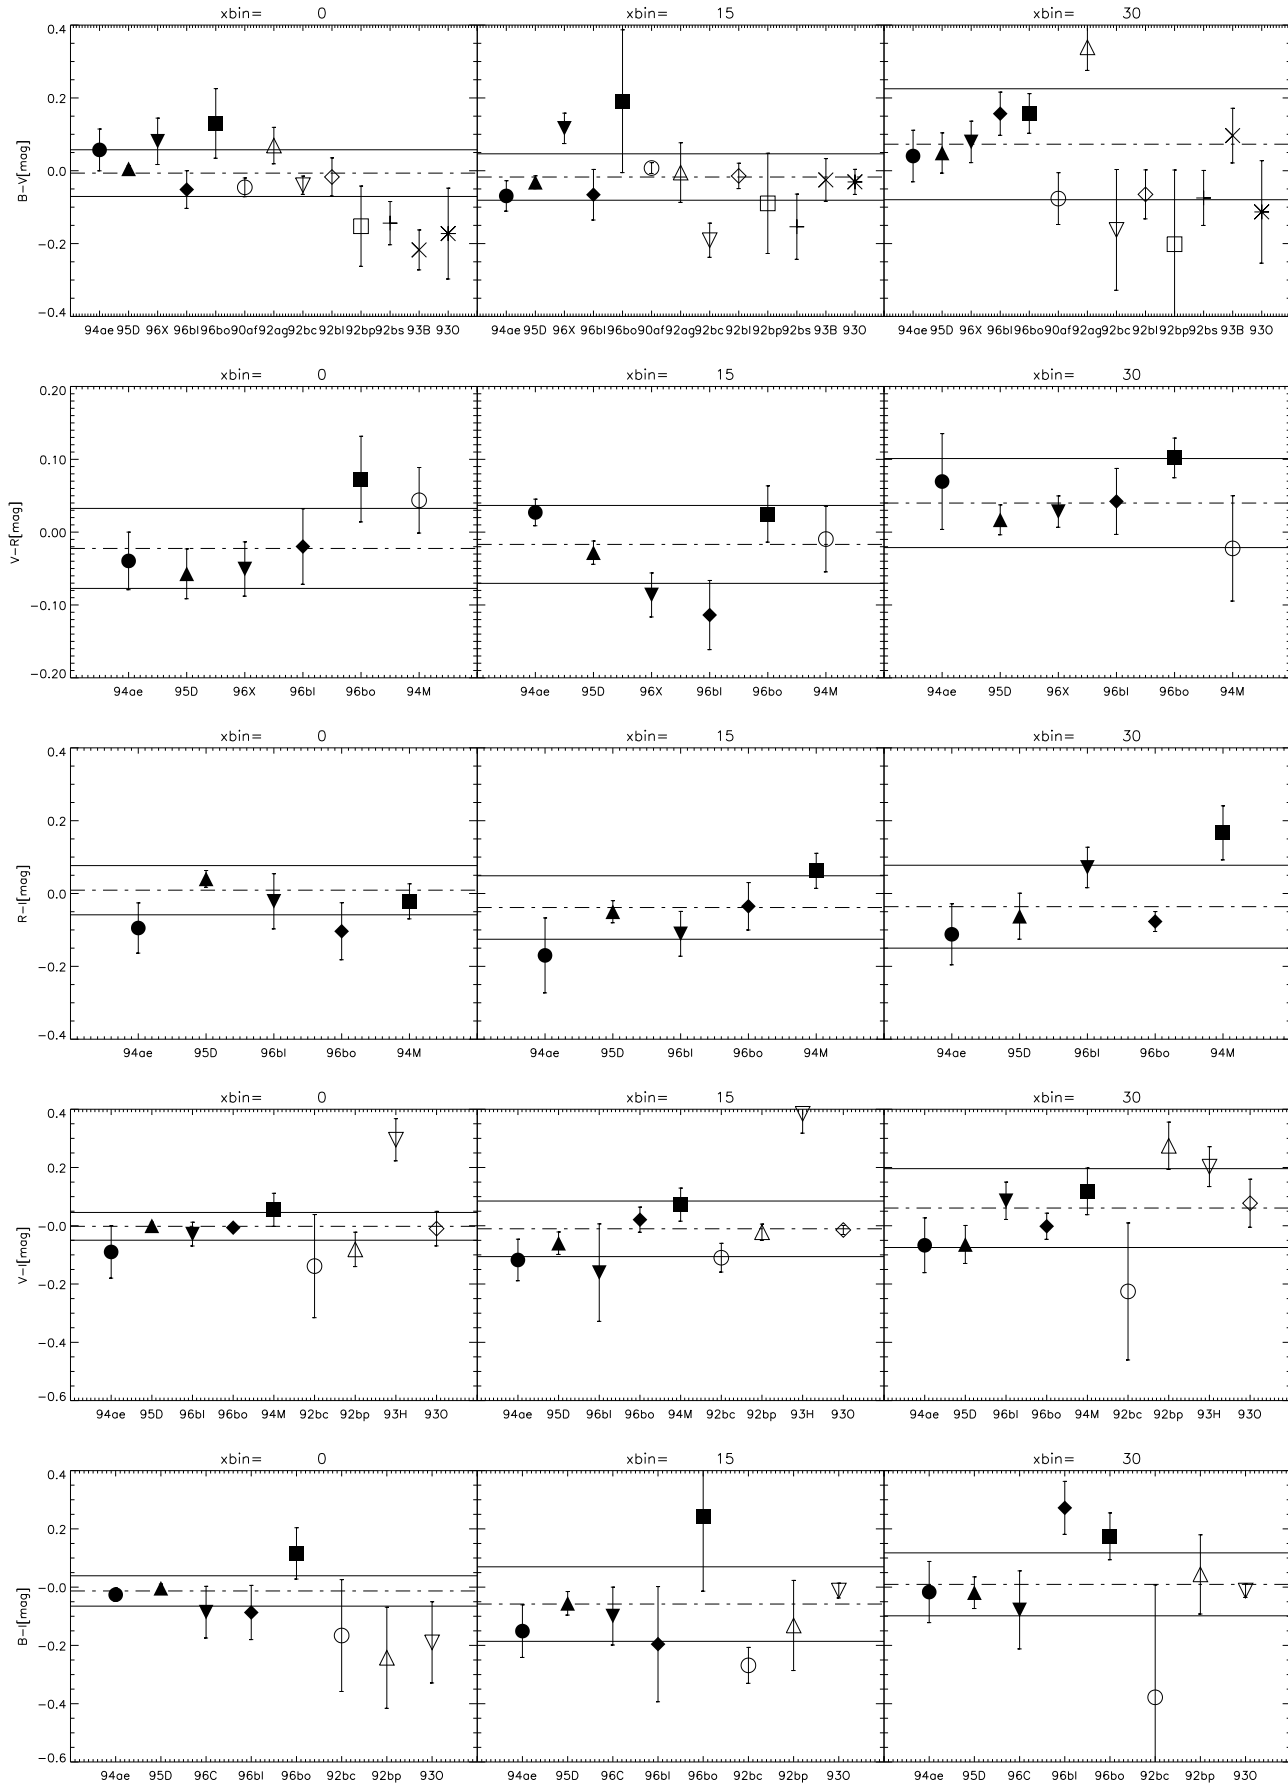 xbin= 0 xbin= 15 xbin= 30
0.4
0.2
0.0
−0.2
−0.4
B−V[mag]
94ae 95D 96X 96bl 96bo 90af 92ag 92bc 92bl 92bp 92bs 93B 93O 94ae 95D 96X 96bl 96bo 90af 92ag 92bc 92bl 92bp 92bs 93B 93O 94ae 95D 96X 96bl 96bo 90af 92ag 92bc 92bl 92bp 92bs 93B 93O
xbin= 0 xbin= 15 xbin= 30
0.20
0.10
0.00
−0.10
−0.20
V−R[mag]
94ae 95D 96X 96bl 96bo 94M 94ae 95D 96X 96bl 96bo 94M 94ae 95D 96X 96bl 96bo 94M
xbin= 0 xbin= 15 xbin= 30
0.4
0.2
0.0
−0.2
−0.4
R−I[mag]
94ae 95D 96bl 96bo 94M 94ae 95D 96bl 96bo 94M 94ae 95D 96bl 96bo 94M
xbin= 0 xbin= 15 xbin= 30
0.4
0.2
−0.0
−0.2
−0.4
−0.6
V−I[mag]
94ae 95D 96bl 96bo 94M 92bc 92bp 93H 93O 94ae 95D 96bl 96bo 94M 92bc 92bp 93H 93O 94ae 95D 96bl 96bo 94M 92bc 92bp 93H 93O
xbin= 0 xbin= 15 xbin= 30
0.4
0.2
−0.0
−0.2
−0.4
−0.6
B−I[mag]
94ae 95D 96C 96bl 96bo 92bc 92bp 93O 94ae 95D 96C 96bl 96bo 92bc 92bp 93O 94ae 95D 96C 96bl 96bo 92bc 92bp 93O